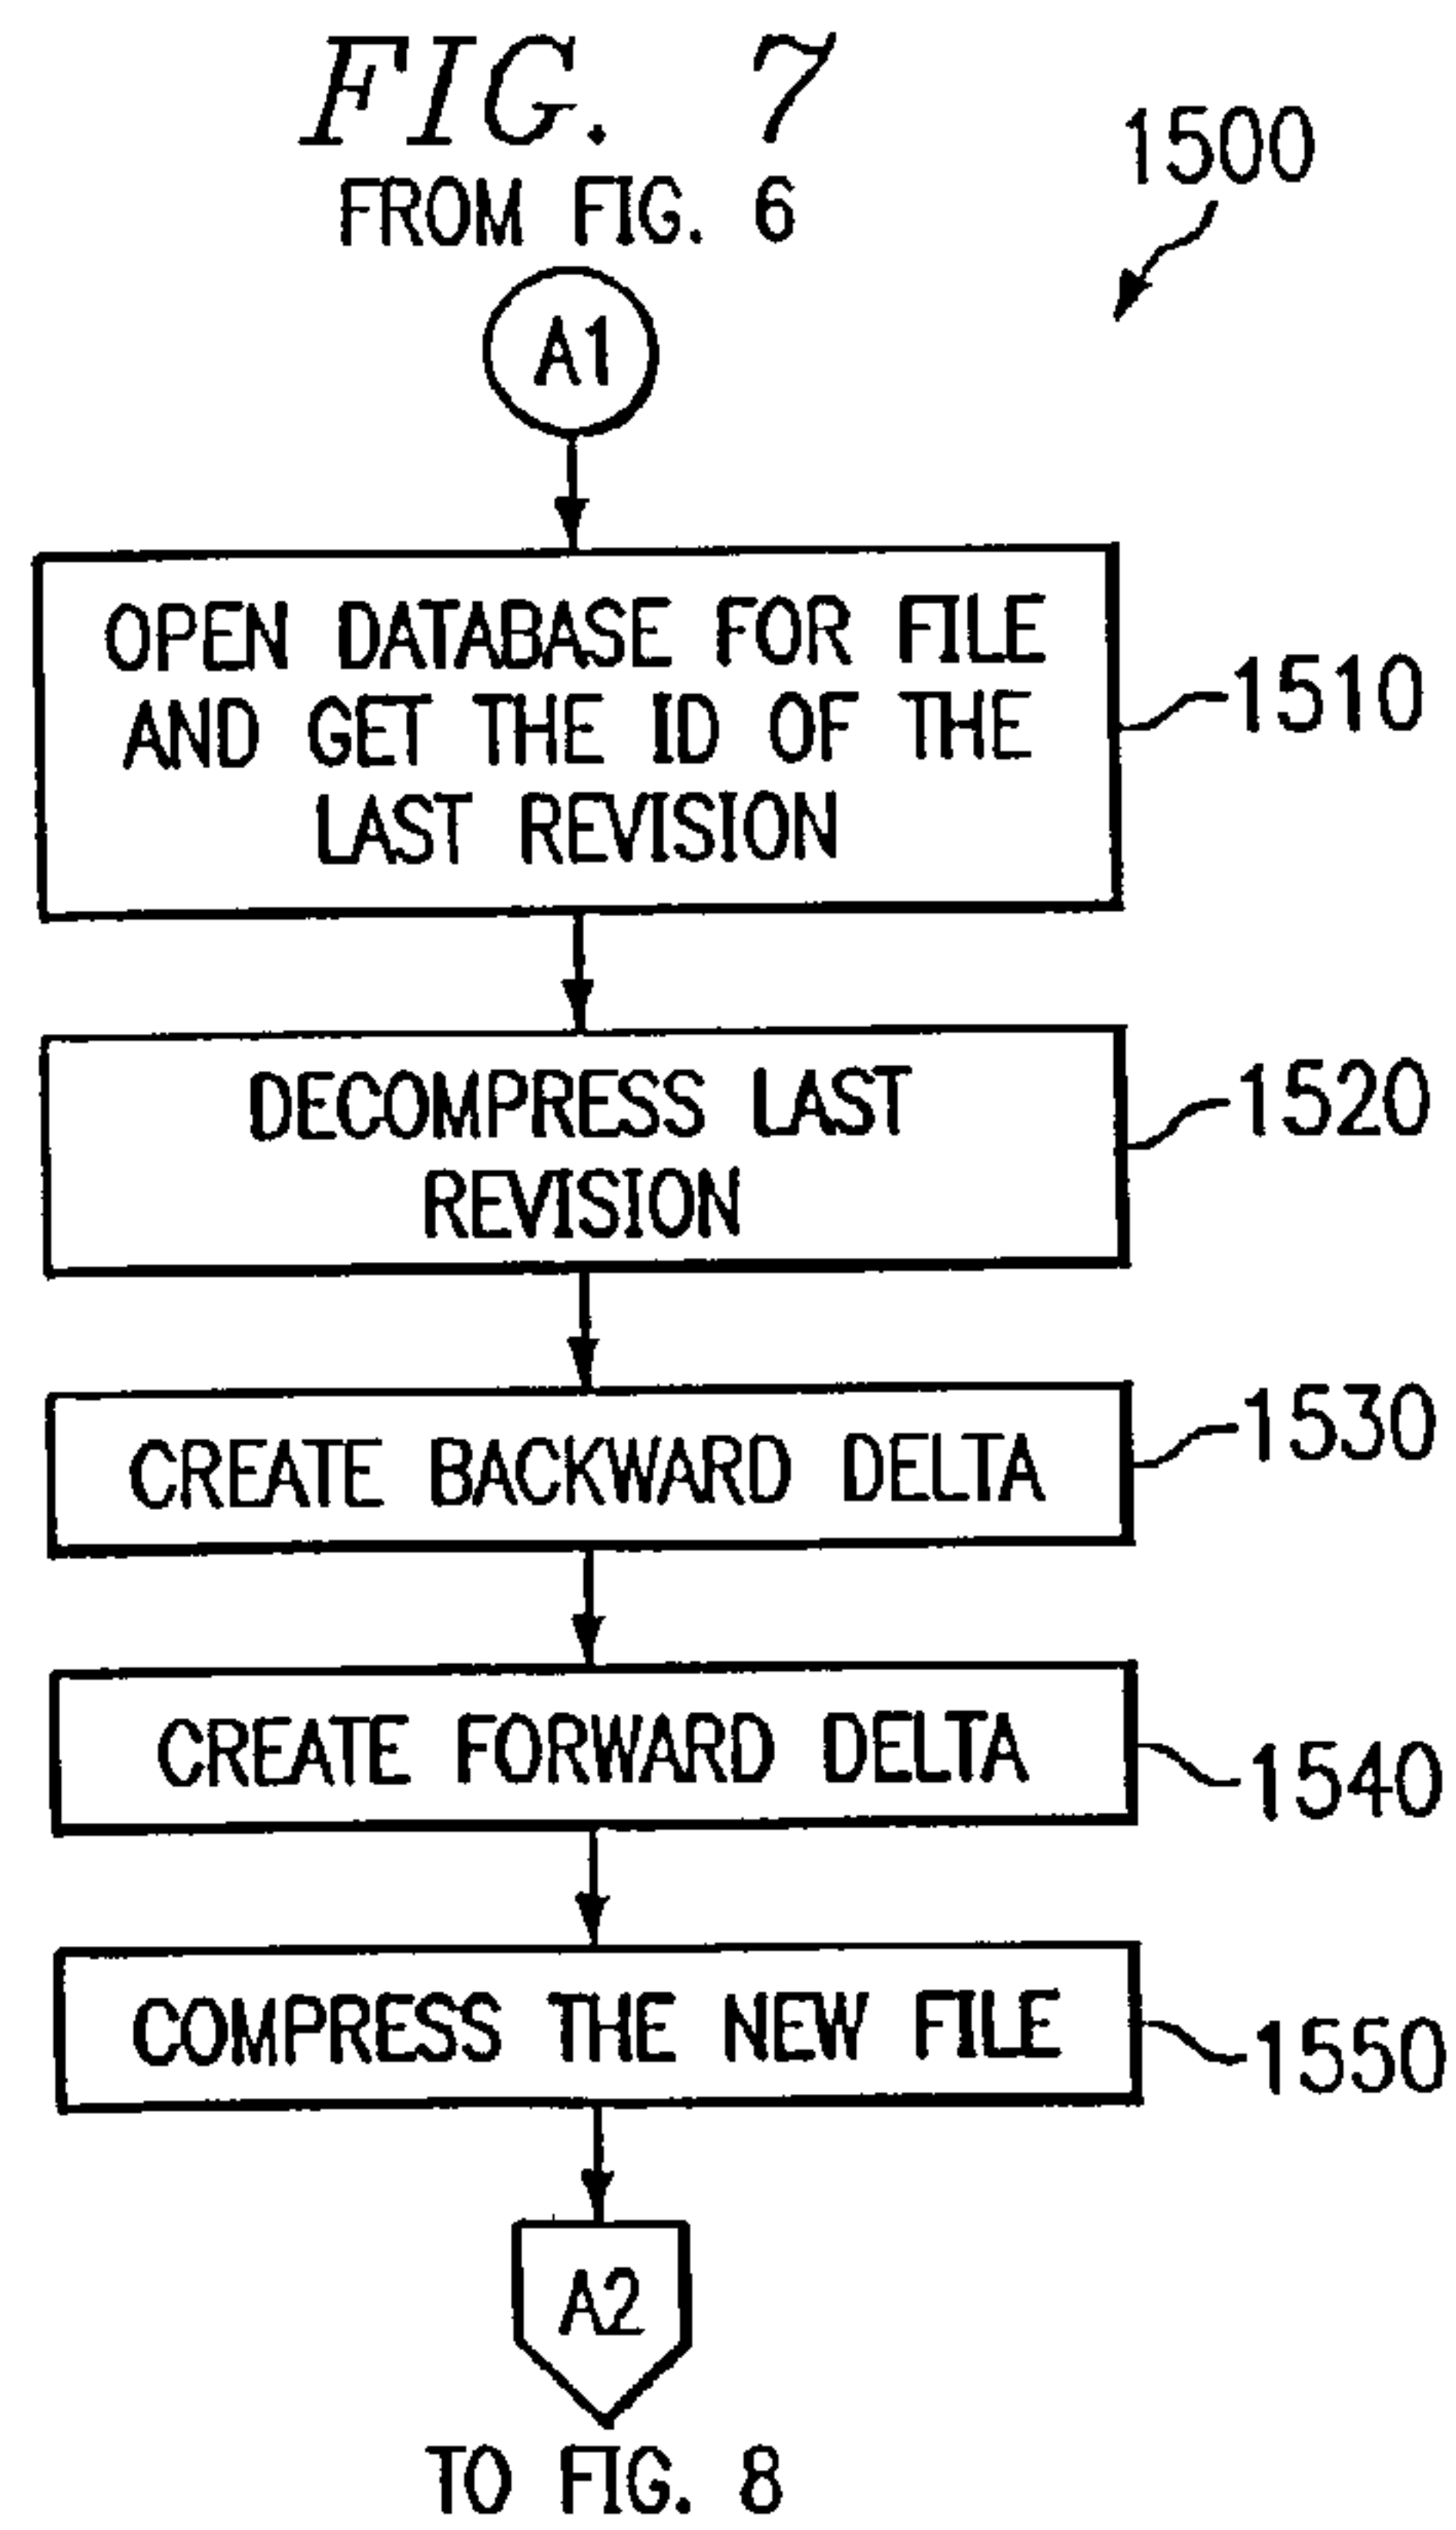 FIG. 7
FROM FIG. 6
1500
A1
OPEN DATABASE FOR FILE
AND GET THE ID OF THE
LAST REVISION
1510
DECOMPRESS LAST
REVISION
1520
CREATE BACKWARD DELTA
1530
CREATE FORWARD DELTA
1540
COMPRESS THE NEW FILE
1550
A2
TO FIG. 8